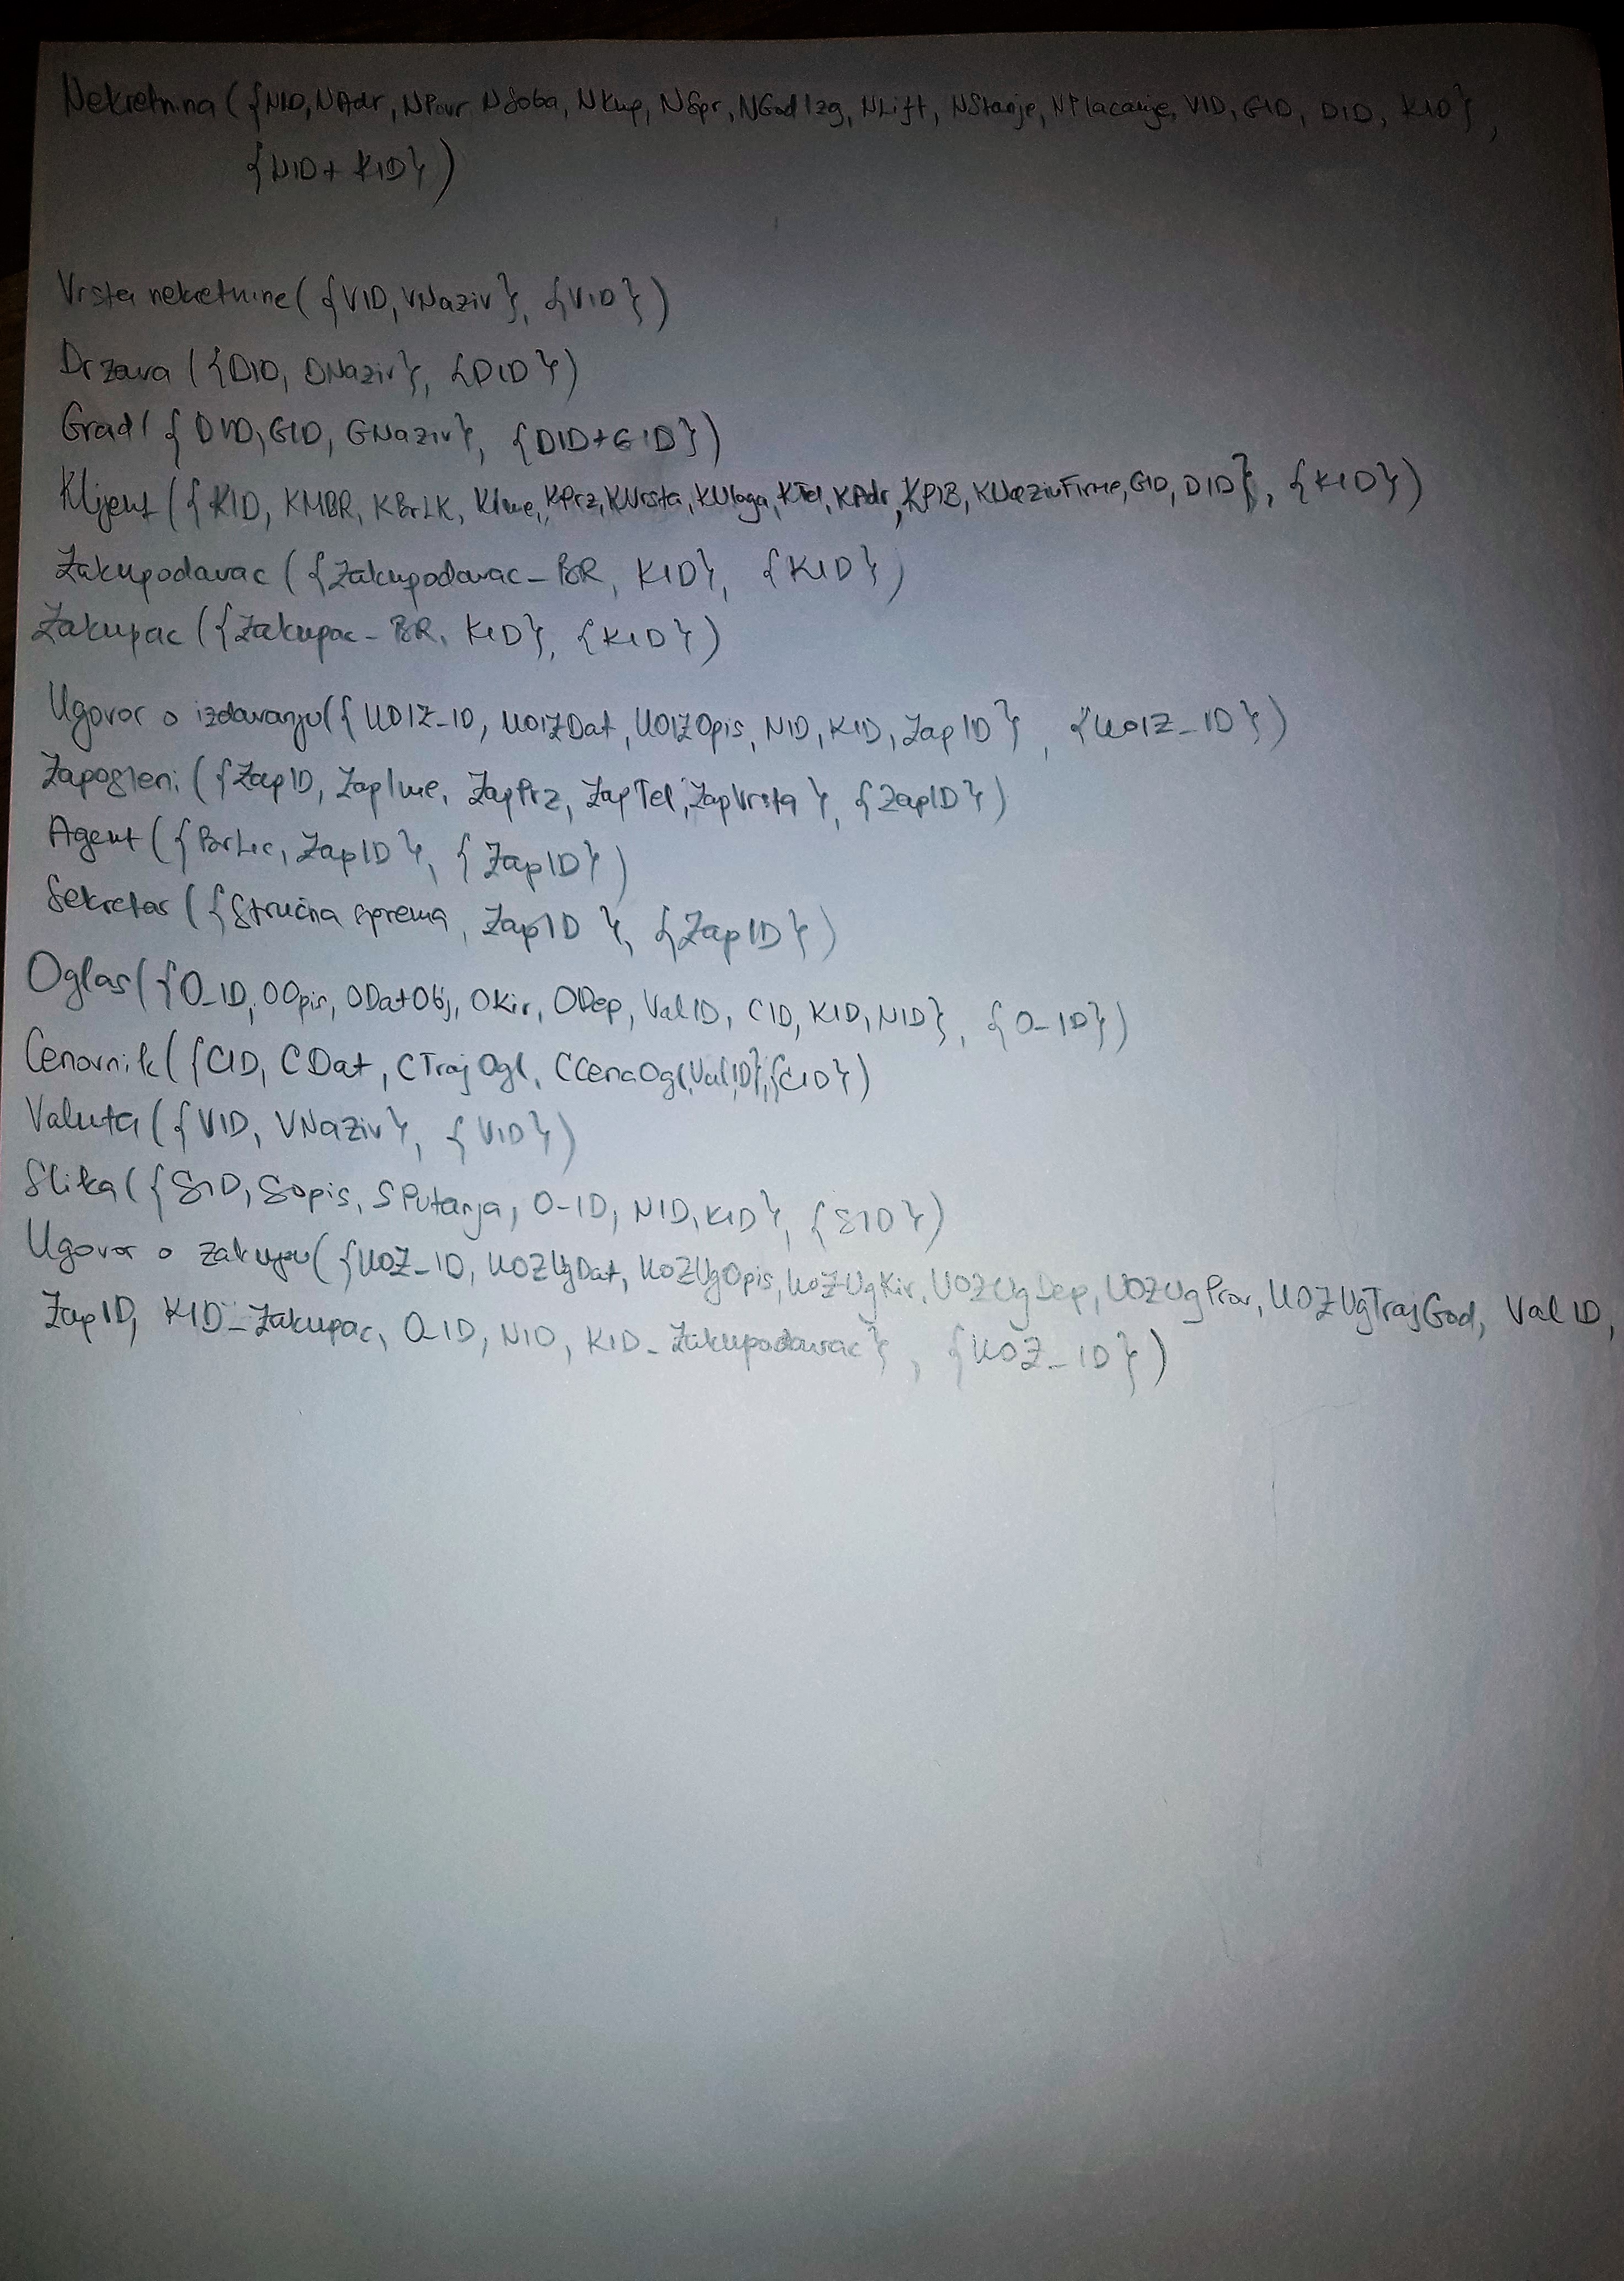 Nekretnina ({NID, NAdr, NPovr, NSoba, NKup, NSpr, NGodIzg, NLift, NStanje, NPlacanje, VID, GID, DID, KID},
{NID + KID})
Vrsta nekretnine ({VID, VNaziv}, {VID})
Drzava ({DID, DNaziv}, {DID})
Grad ({DID, GID, GNaziv}, {DID+GID})
Klijent ({KID, KMBR, KBrLK, KIme, KPrz, KVrsta, KUloga, KTel, KAdr, KPIB, KNazivFirme, GID, DID}, {KID})
Zakupodavac ({Zakupodavac_BR, KID}, {KID})
Zakupac ({Zakupac_BR, KID}, {KID})
Ugovor o izdavanju ({UOIZ_ID, UOIZDat, UOIZOpis, NID, KID, ZapID}, {UOIZ_ID})
Zaposleni ({ZapID, ZapIme, ZapPrz, ZapTel, ZapVrsta}, {ZapID})
Agent ({BrLic, ZapID}, {ZapID})
Sekretar ({Stručna sprema, ZapID}, {ZapID})
Oglas ({O_ID, OOpis, ODatObj, OKir, ODep, ValID, CID, KID, NID}, {O_ID})
Cenovnik ({CID, CDat, CTrajOgl, CCenaOgl, ValID}, {CID})
Valuta ({VID, VNaziv}, {VID})
Slika ({SID, SOpis, SPutanja, O_ID, NID, KID}, {SID})
Ugovor o zakupu ({UOZ_ID, UOZUgDat, UOZUgOpis, UOZUgKir, UOZUgDep, UOZUgProv, UOZUgTrajGod, ValID,
ZapID, KID_Zakupac, O_ID, NID, KID_Zakupodavac}, {UOZ_ID})